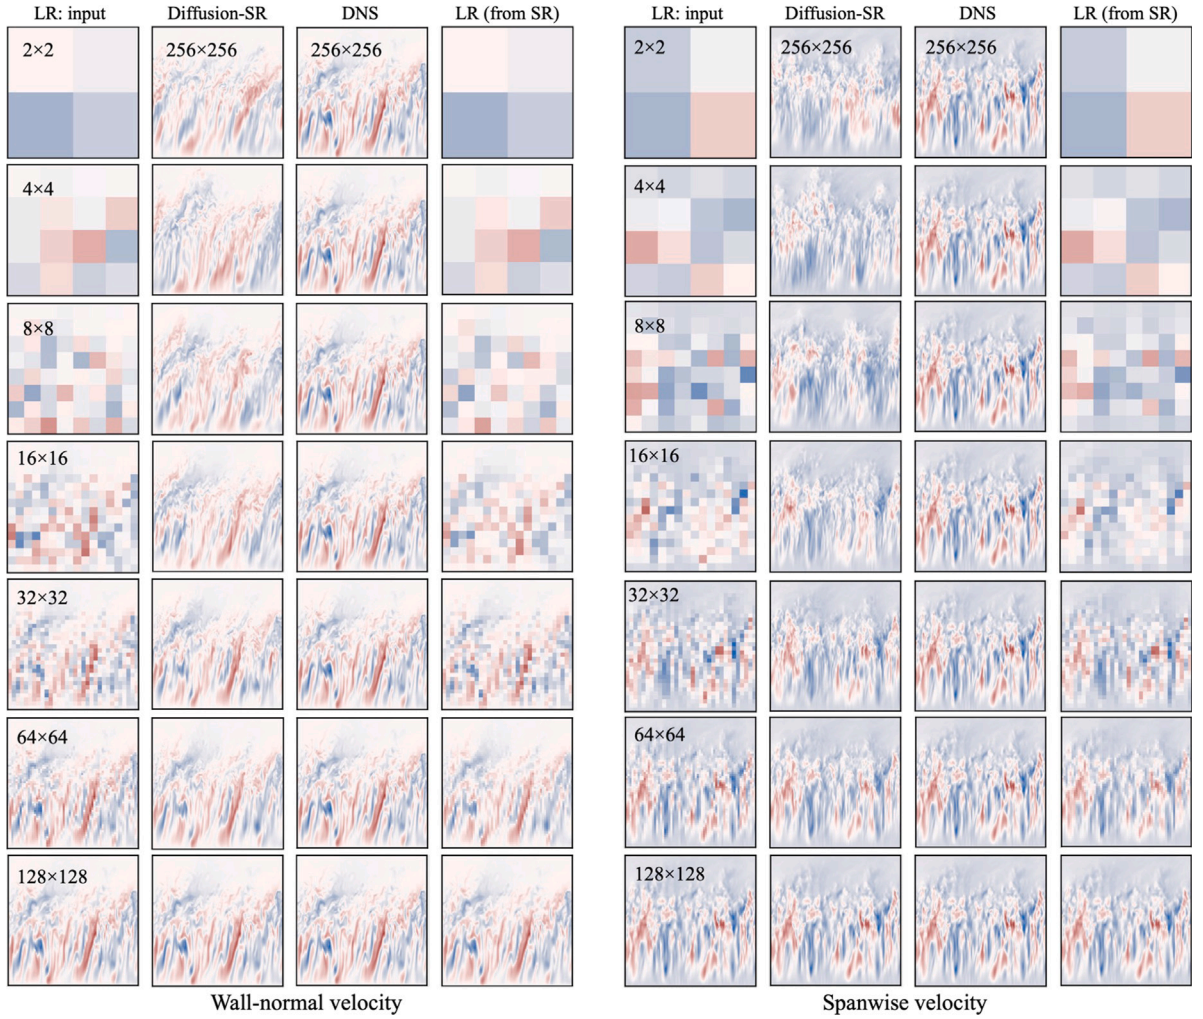 LR: input Diffusion-SR DNS LR (from SR) LR: input Diffusion-SR DNS LR (from SR)
2×2 256×256 256×256 2×2 256×256 256×256
4×4 4×4
8×8 8×8
16×16 16×16
32×32 32×32
64×64 64×64
128×128 128×128
Wall-normal velocity Spanwise velocity